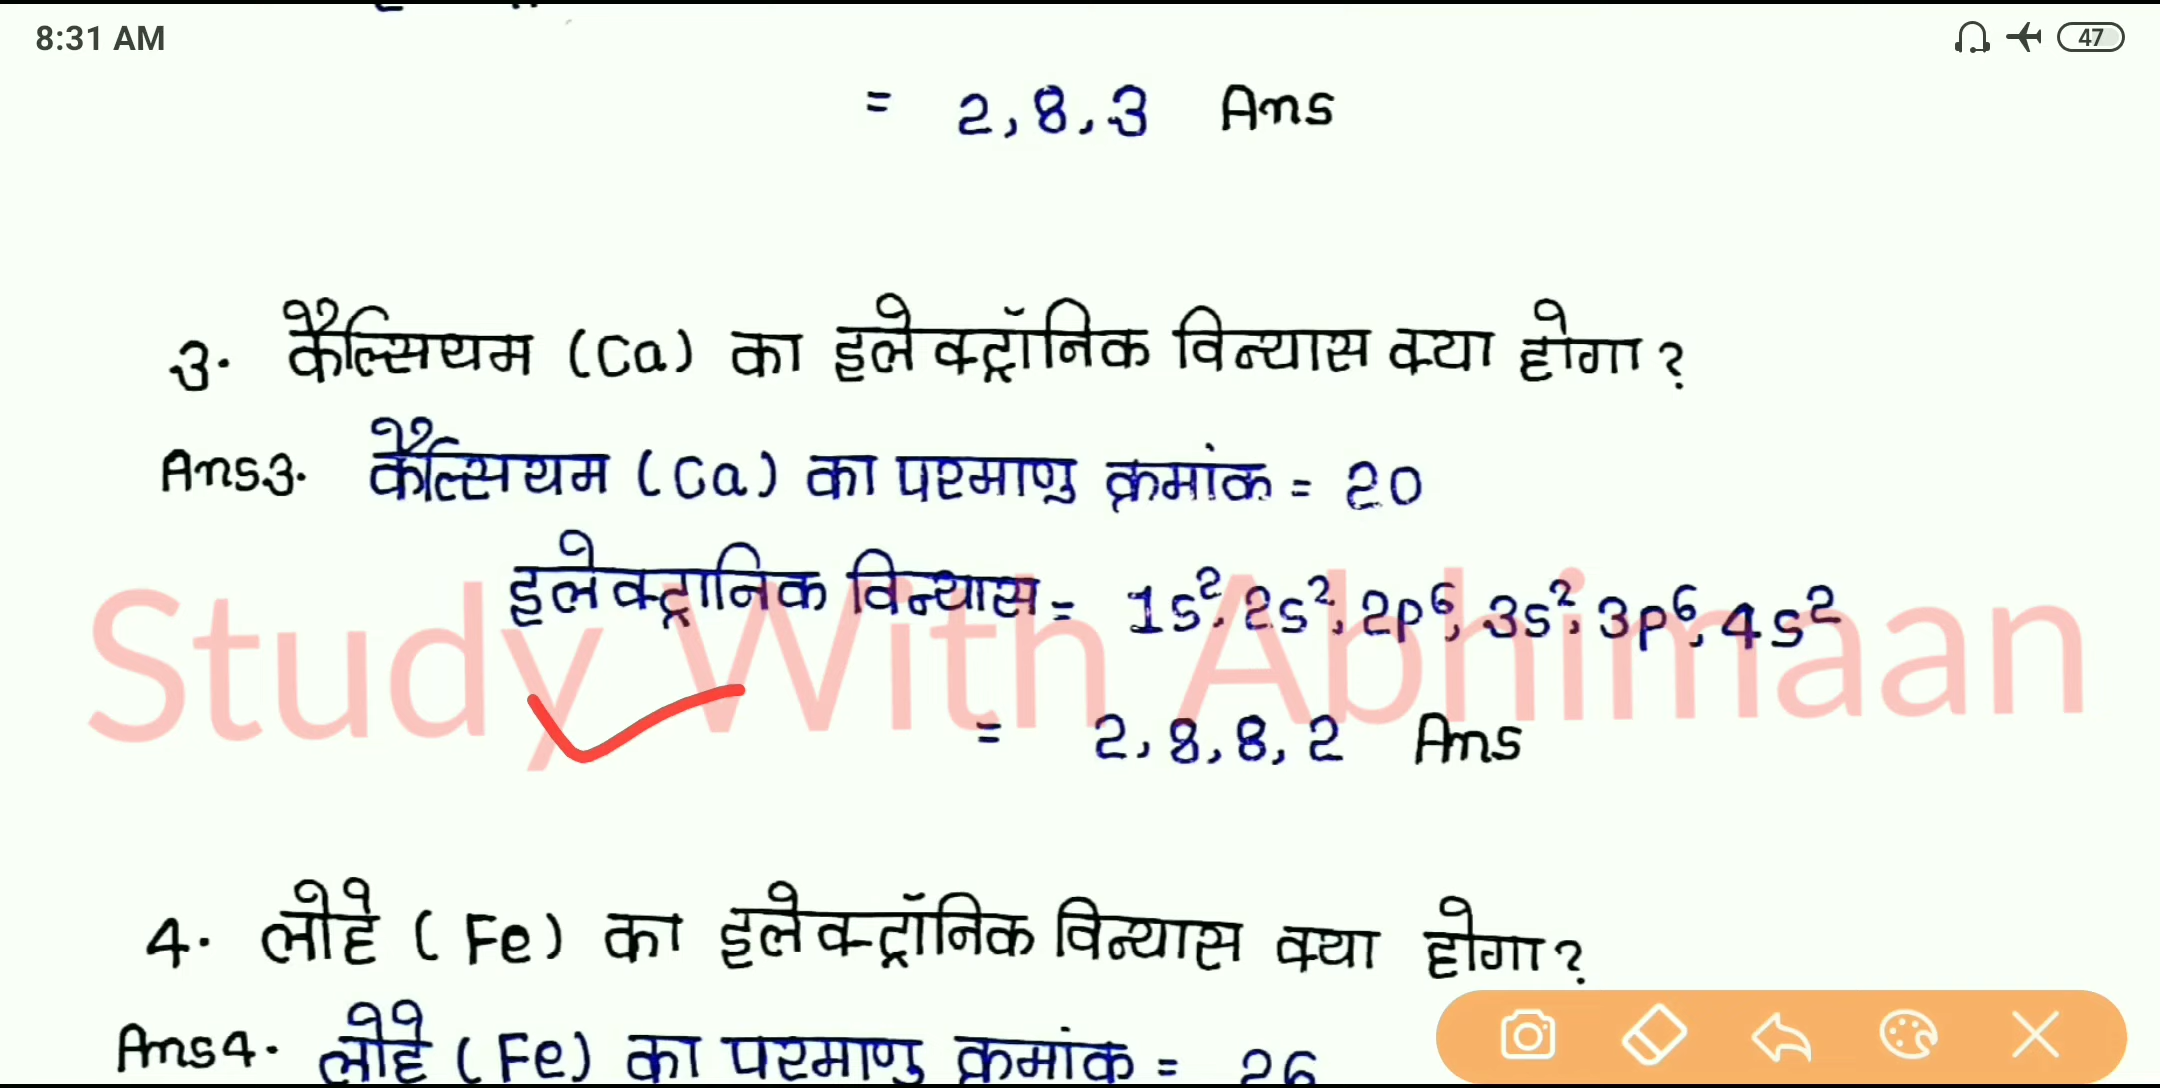 8:31 AM 47
= 2,8,3 Ans
3. कैल्सियम (Ca) का इलेक्ट्रॉनिक विन्यास क्या होगा?
Ans3. कैल्सियम (Ca) का परमाणु क्रमांक = 20
इलेक्ट्रानिक विन्यास = 1s², 2s², 2p⁶, 3s², 3p⁶, 4s²
Study With Abhimaan
= 2,8,8,2 Ans
4. लोहे (Fe) का इलेक्ट्रॉनिक विन्यास क्या होगा?
Ans4. लोहे (Fe) का परमाणु क्रमांक = 26